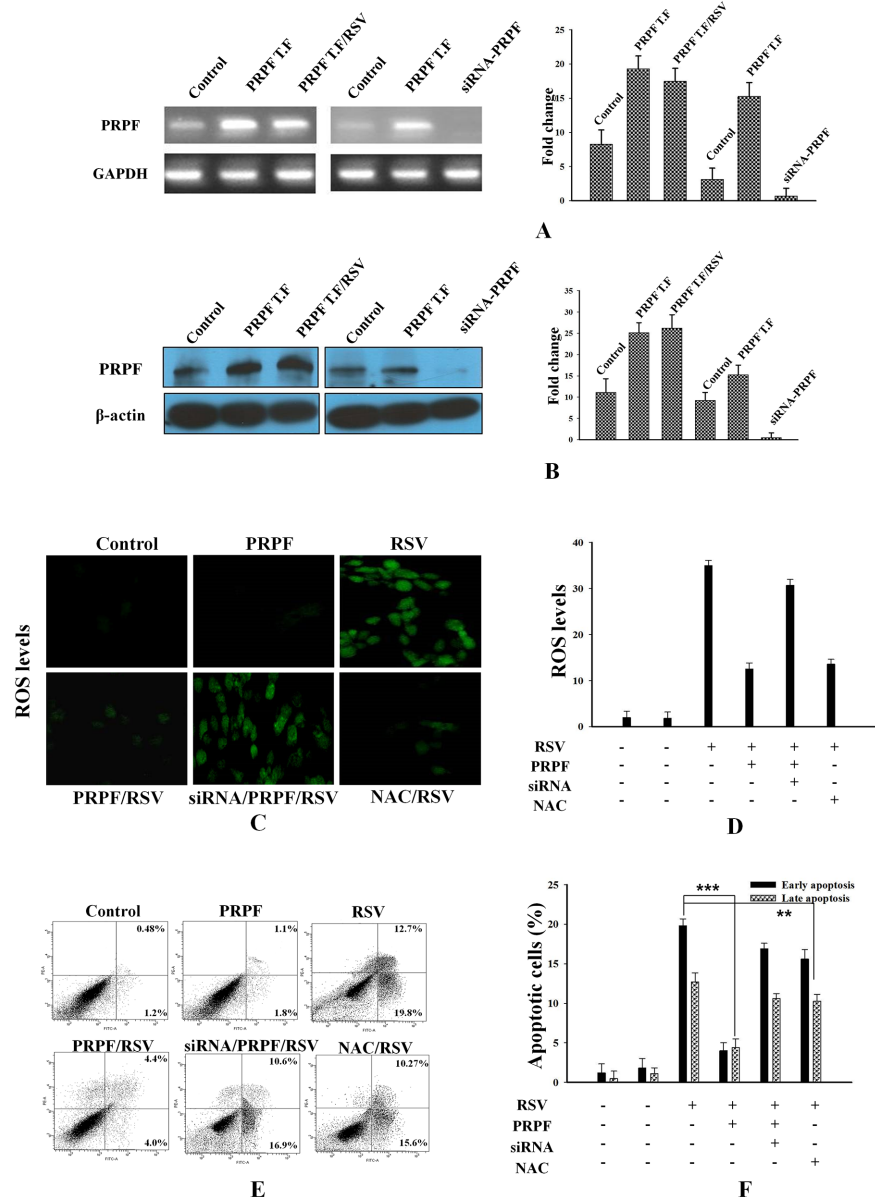 Control PRPF T.F PRPF T.F/RSV Control PRPF T.F siRNA-PRPF
PRPF
GAPDH
Fold change
25
20
15
10
5
0
Control
PRPF T.F
PRPF T.F/RSV
Control
PRPF T.F
siRNA-PRPF
A
Control PRPF T.F PRPF T.F/RSV Control PRPF T.F siRNA-PRPF
PRPF
β-actin
Fold change
35
30
25
20
15
10
5
0
Control
PRPF T.F
PRPF T.F/RSV
Control
PRPF T.F
siRNA-PRPF
B
Control PRPF RSV
ROS levels
PRPF/RSV siRNA/PRPF/RSV NAC/RSV
C
ROS levels
40
30
20
10
0
RSV - - + + + +
PRPF - - - + + -
siRNA - - - - + -
NAC - - - - - +
D
Control PRPF RSV
0.48% 1.1% 12.7%
1.2% 1.8% 19.8%
FITC-A FITC-A FITC-A
PRPF/RSV siRNA/PRPF/RSV NAC/RSV
4.4% 10.6% 10.27%
4.0% 16.9% 15.6%
FITC-A FITC-A FITC-A
E
Apoptotic cells (%)
25
20
15
10
5
0
Early apoptosis
Late apoptosis
***
**
RSV - - + + + +
PRPF - - - + + -
siRNA - - - - + -
NAC - - - - - +
F